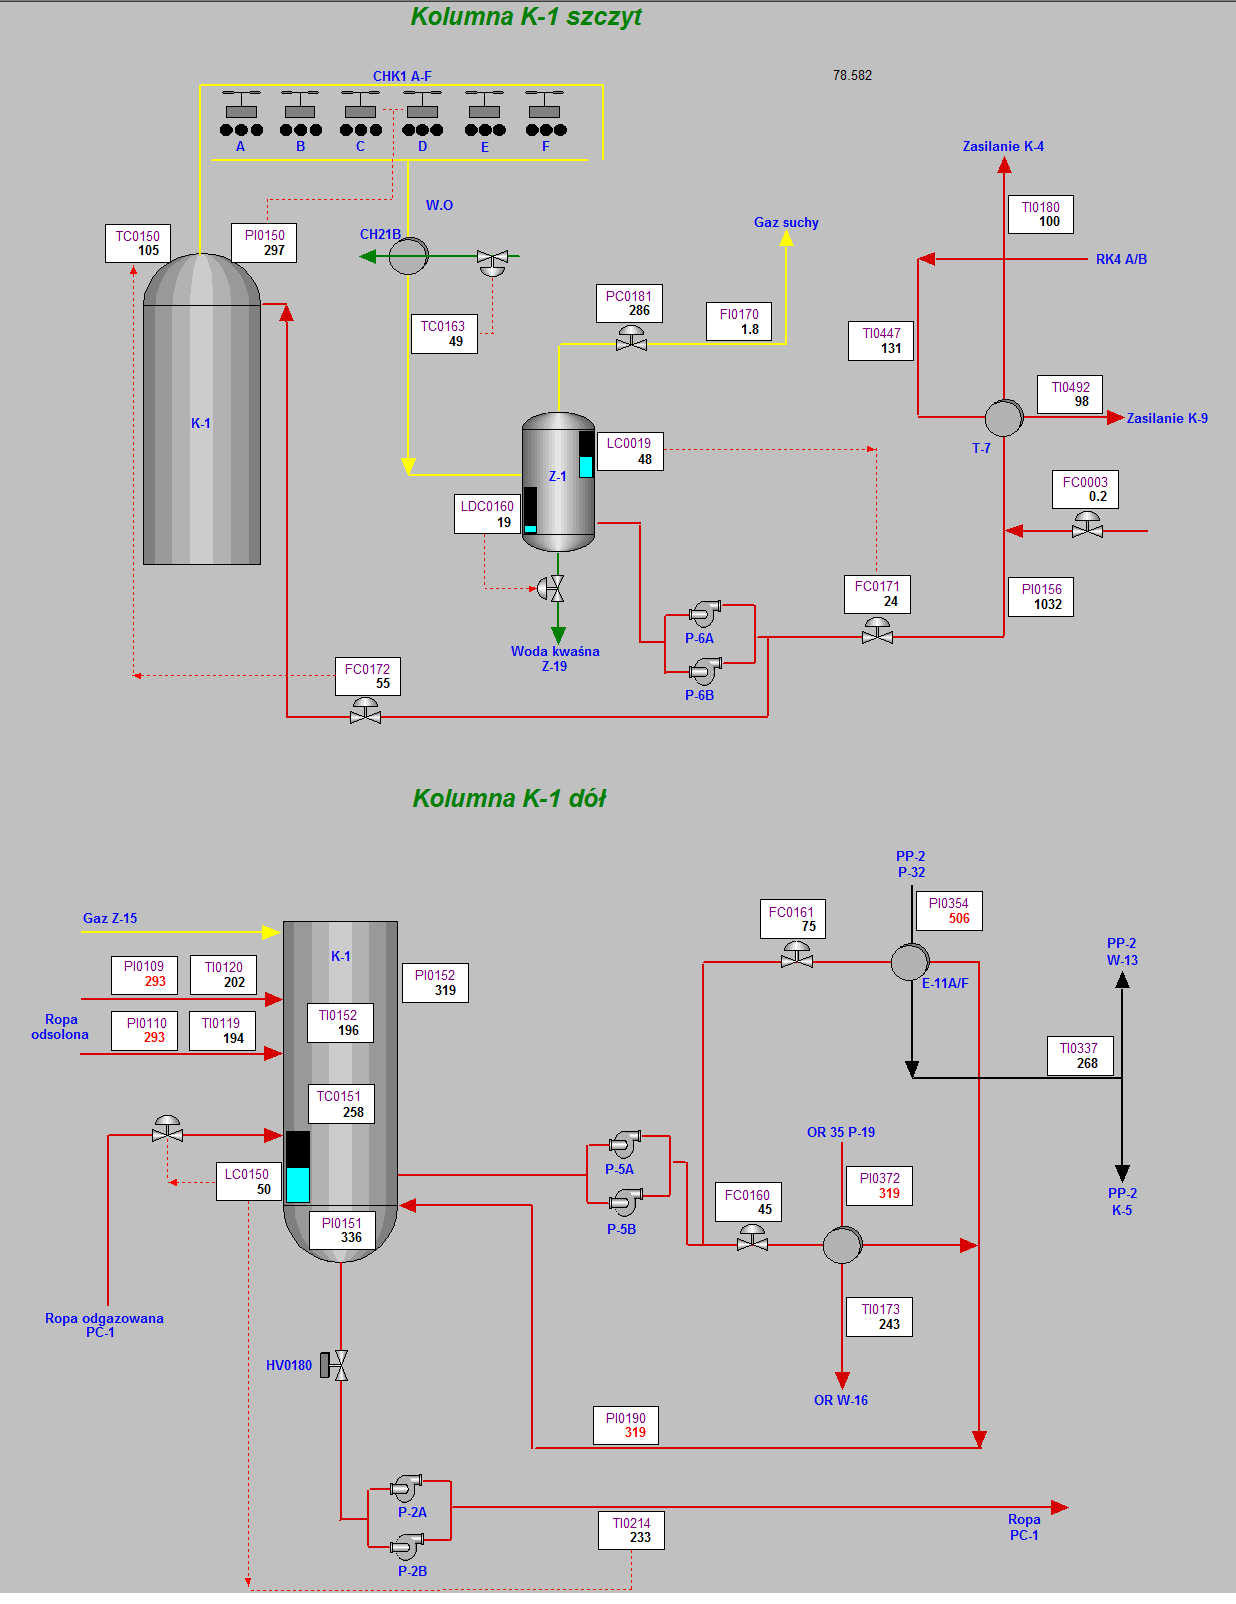 Kolumna K-1 szczyt
CHK1 A-F
78.582
A
B
C
D
E
F
Zasilanie K-4
W.O
TI0180
100
Gaz suchy
TC0150
105
PI0150
297
CH21B
RK4 A/B
PC0181
286
FI0170
1.8
TC0163
49
TI0447
131
TI0492
98
Zasilanie K-9
K-1
LC0019
48
T-7
Z-1
FC0003
0.2
LDC0160
19
FC0171
24
PI0156
1032
P-6A
Woda kwaśna
Z-19
FC0172
55
P-6B
Kolumna K-1 dół
PP-2
P-32
PI0354
506
FC0161
75
Gaz Z-15
PP-2
W-13
K-1
PI0109
293
TI0120
202
PI0152
319
E-11A/F
Ropa
odsolona
PI0110
293
TI0119
194
TI0152
196
TI0337
268
TC0151
258
OR 35 P-19
P-5A
LC0150
50
PI0372
319
FC0160
45
PP-2
K-5
PI0151
336
P-5B
Ropa odgazowana
PC-1
TI0173
243
HV0180
OR W-16
PI0190
319
P-2A
TI0214
233
Ropa
PC-1
P-2B